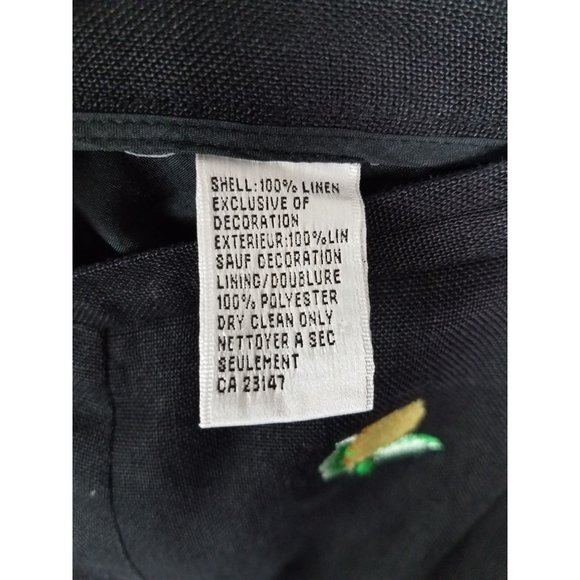 SHELL:100% LINEN
EXCLUSIVE OF
DECORATION
EXTERIEUR:100%LIN
SAUF DECORATION
LINING/DOUBLURE
100% POLYESTER
DRY CLEAN ONLY
NETTOYER A SEC
SEULEMENT
CA 23147